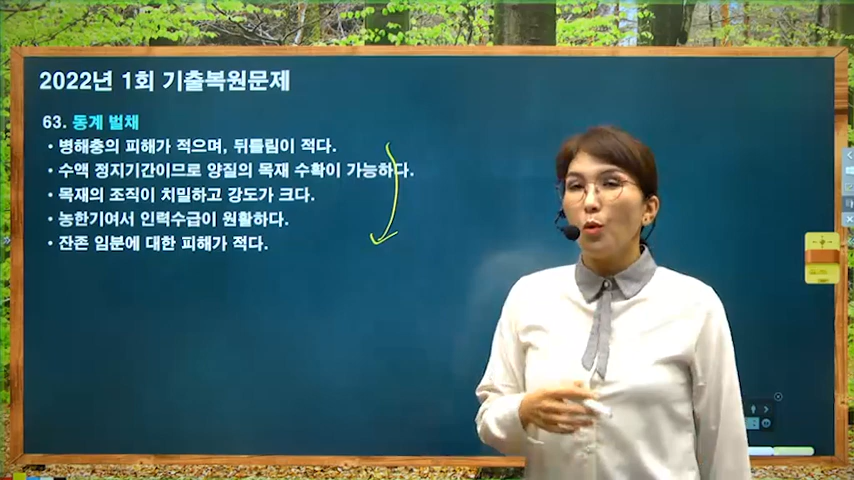 2022년 1회 기출복원문제
63. 동계 벌채
• 병해충의 피해가 적으며, 뒤틀림이 적다.
• 수액 정지기간이므로 양질의 목재 수확이 가능하다.
• 목재의 조직이 치밀하고 강도가 크다.
• 농한기여서 인력수급이 원활하다.
• 잔존 임분에 대한 피해가 적다.